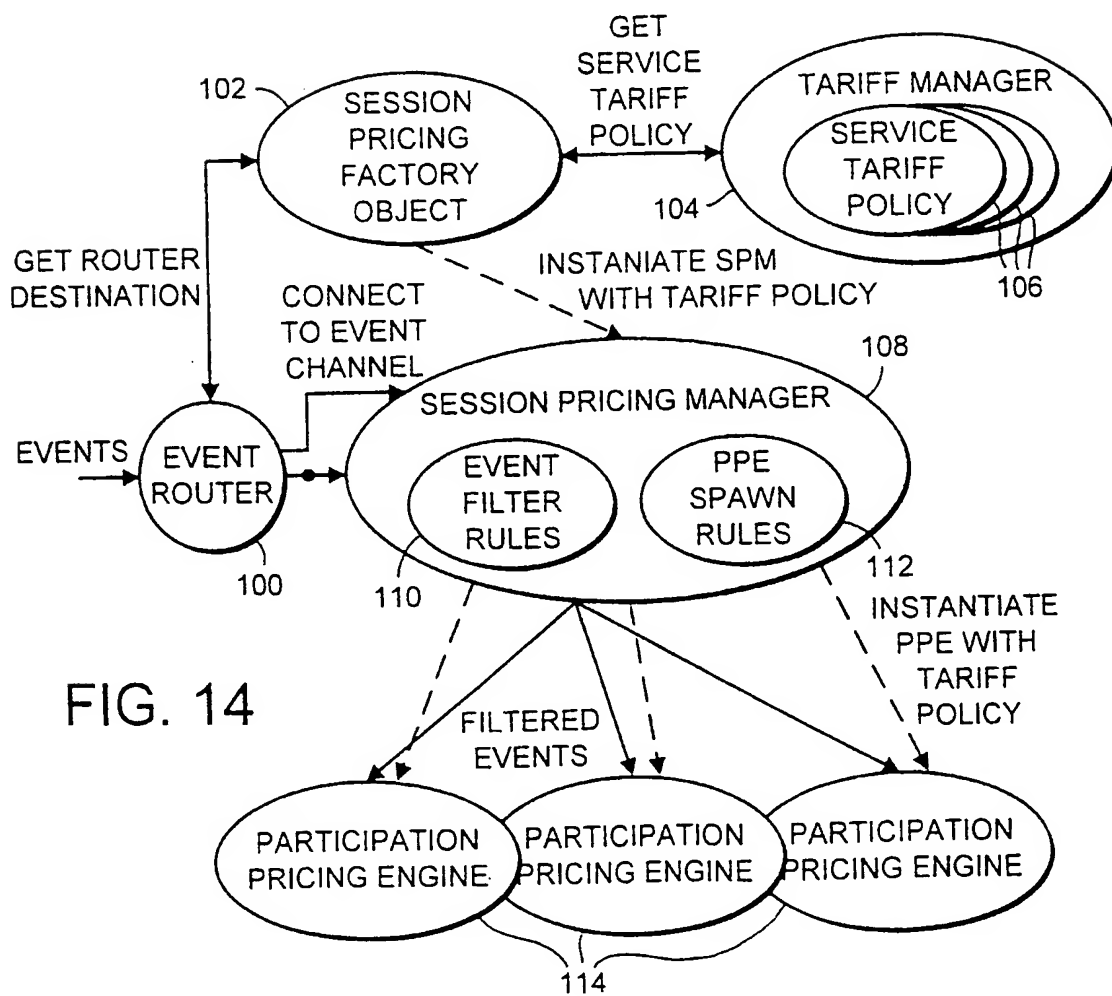 GET
SERVICE
TARIFF
POLICY
102
SESSION
PRICING
FACTORY
OBJECT
TARIFF MANAGER
SERVICE
TARIFF
POLICY
104
106
GET ROUTER
DESTINATION
INSTANIATE SPM
WITH TARIFF POLICY
CONNECT
TO EVENT
CHANNEL
108
SESSION PRICING MANAGER
EVENTS
EVENT
ROUTER
100
EVENT
FILTER
RULES
110
PPE
SPAWN
RULES
112
INSTANTIATE
PPE WITH
TARIFF
POLICY
FIG. 14
FILTERED
EVENTS
PARTICIPATION
PRICING ENGINE
PARTICIPATION
PRICING ENGINE
PARTICIPATION
PRICING ENGINE
114